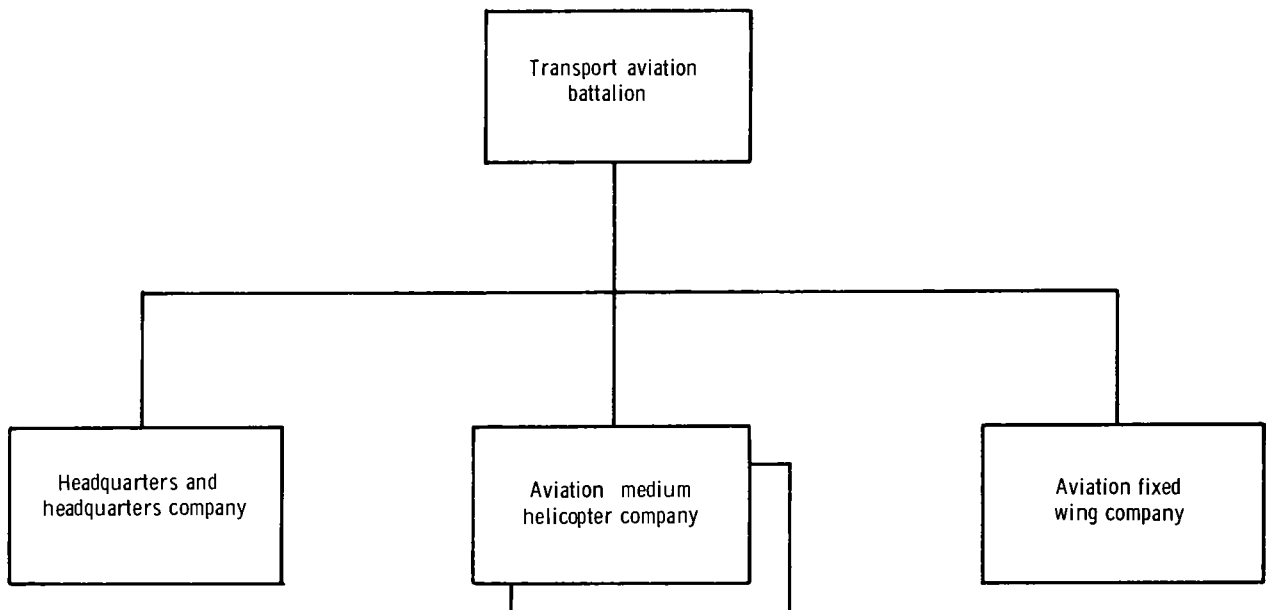 Transport aviation
battalion
Headquarters and
headquarters company
Aviation medium
helicopter company
Aviation fixed
wing company